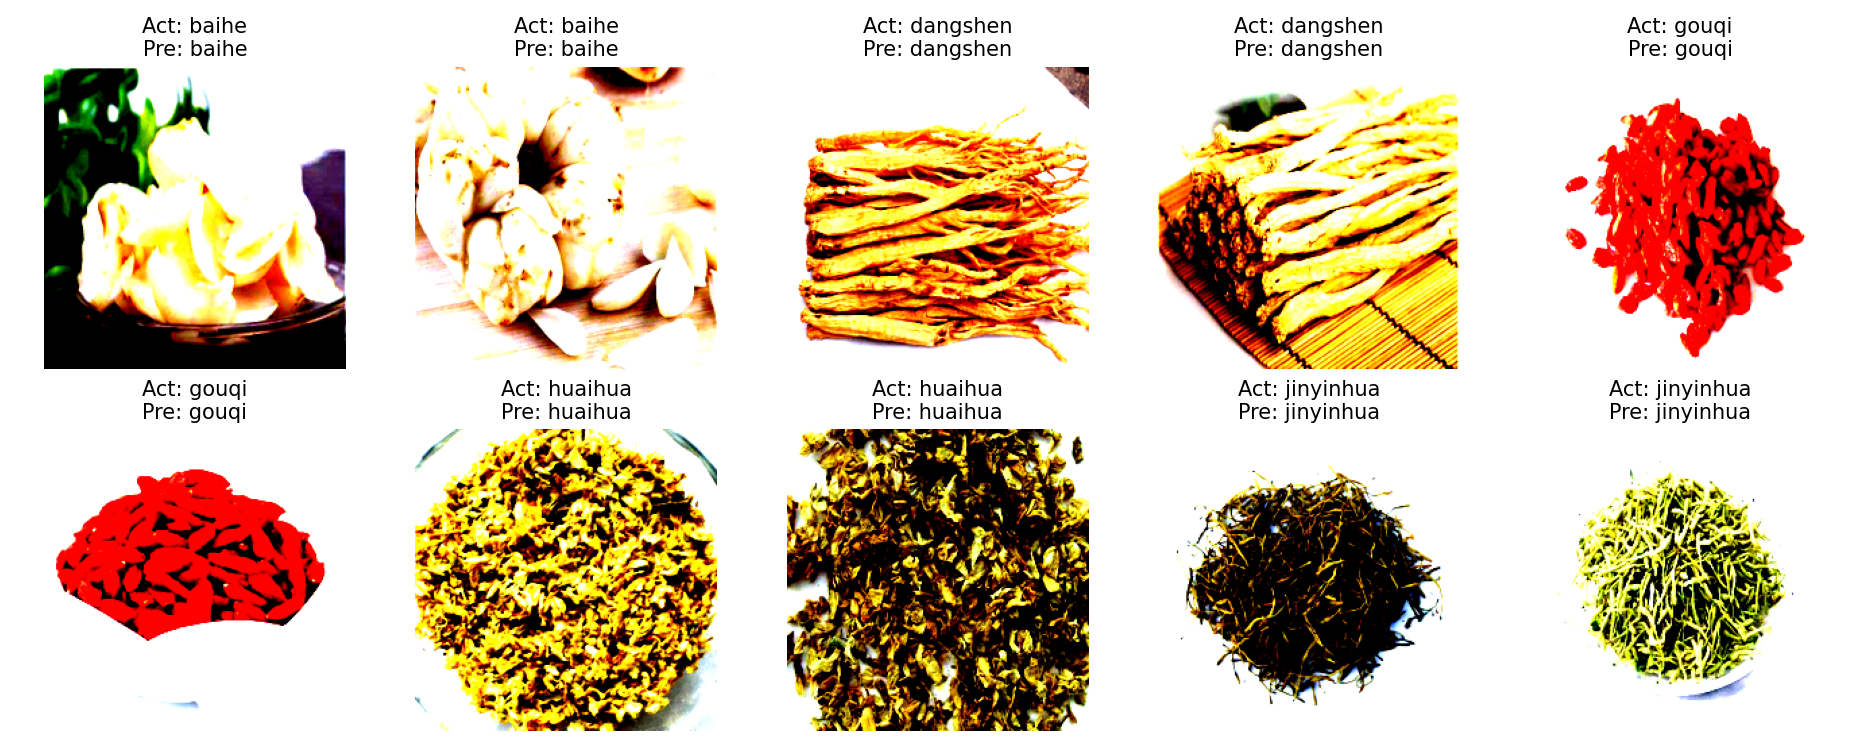 Act: baihe
Pre: baihe
Act: baihe
Pre: baihe
Act: dangshen
Pre: dangshen
Act: dangshen
Pre: dangshen
Act: gouqi
Pre: gouqi
Act: gouqi
Pre: gouqi
Act: huaihua
Pre: huaihua
Act: huaihua
Pre: huaihua
Act: jinyinhua
Pre: jinyinhua
Act: jinyinhua
Pre: jinyinhua